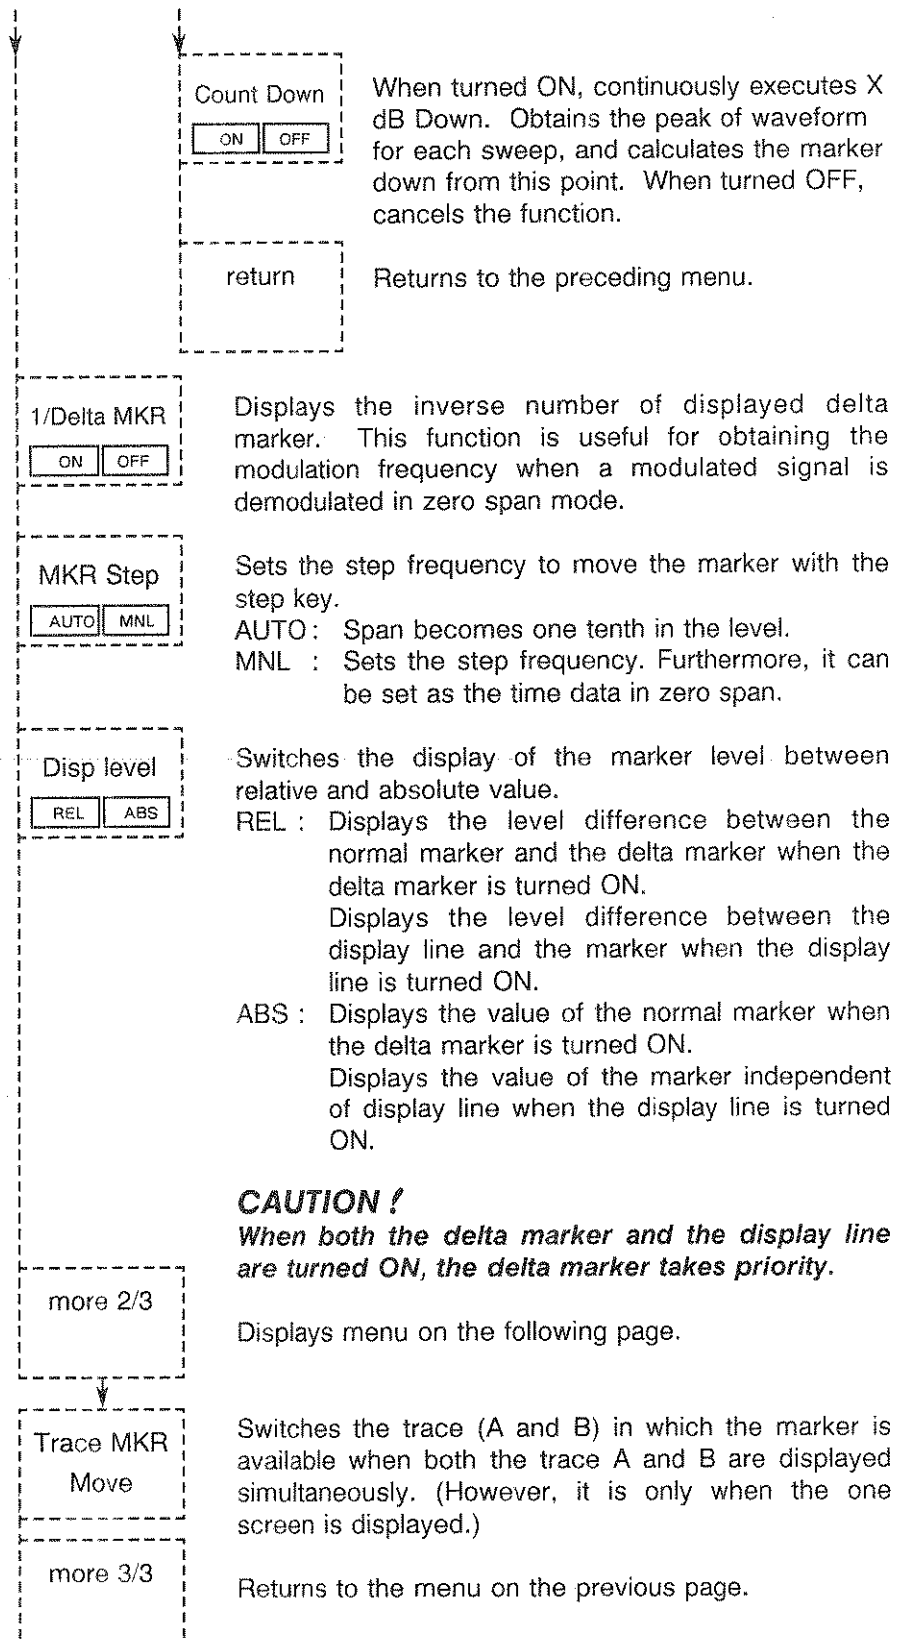 Count Down
ON OFF
When turned ON, continuously executes X
dB Down. Obtains the peak of waveform
for each sweep, and calculates the marker
down from this point. When turned OFF,
cancels the function.
return
Returns to the preceding menu.
1/Delta MKR
ON OFF
Displays the inverse number of displayed delta
marker. This function is useful for obtaining the
modulation frequency when a modulated signal is
demodulated in zero span mode.
MKR Step
AUTO MNL
Sets the step frequency to move the marker with the
step key.
AUTO : Span becomes one tenth in the level.
MNL : Sets the step frequency. Furthermore, it can
be set as the time data in zero span.
Disp level
REL ABS
Switches the display of the marker level between
relative and absolute value.
REL : Displays the level difference between the
normal marker and the delta marker when the
delta marker is turned ON.
Displays the level difference between the
display line and the marker when the display
line is turned ON.
ABS : Displays the value of the normal marker when
the delta marker is turned ON.
Displays the value of the marker independent
of display line when the display line is turned
ON.
CAUTION !
When both the delta marker and the display line
are turned ON, the delta marker takes priority.
more 2/3
Displays menu on the following page.
Trace MKR
Move
Switches the trace (A and B) in which the marker is
available when both the trace A and B are displayed
simultaneously. (However, it is only when the one
screen is displayed.)
more 3/3
Returns to the menu on the previous page.